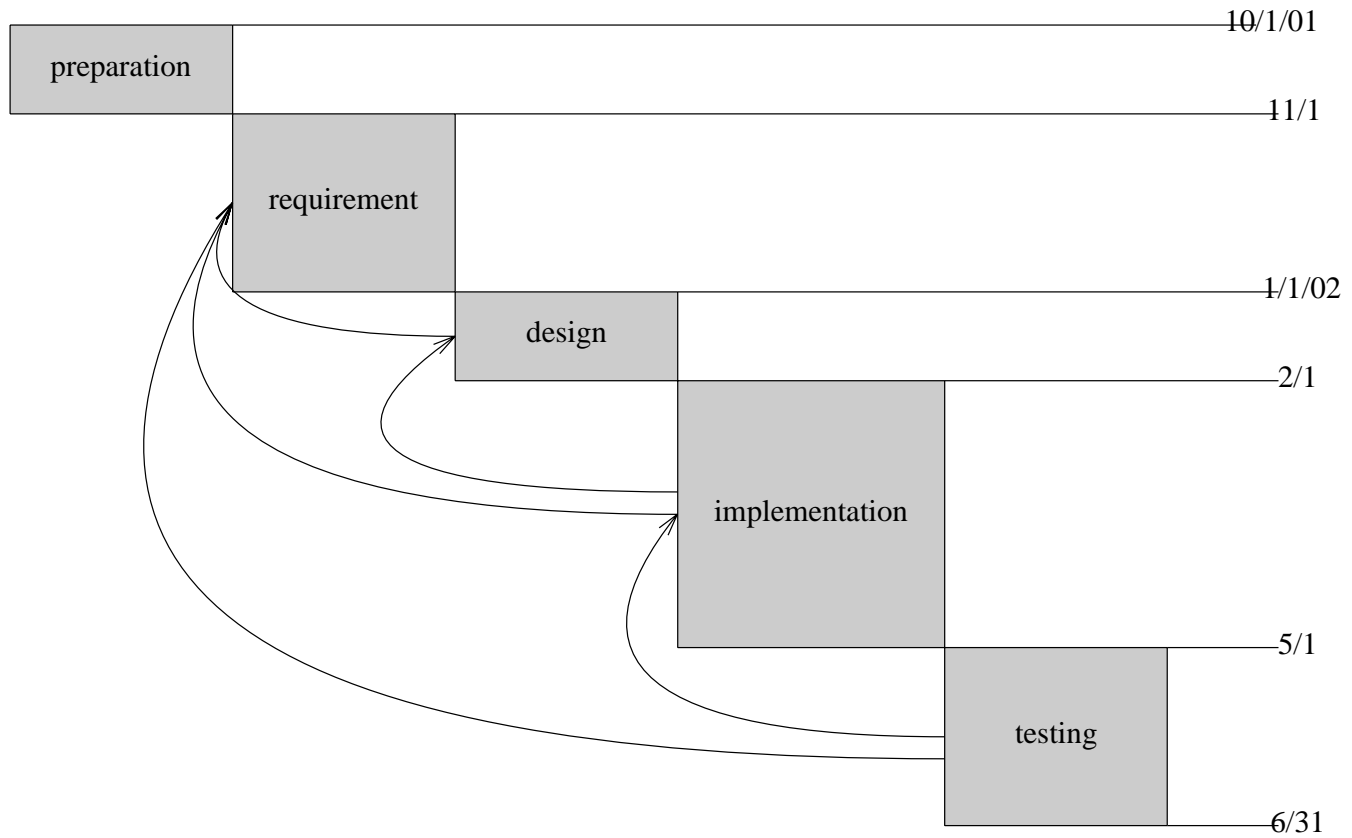 10/1/01
preparation
11/1
requirement
1/1/02
design
2/1
implementation
5/1
testing
6/31